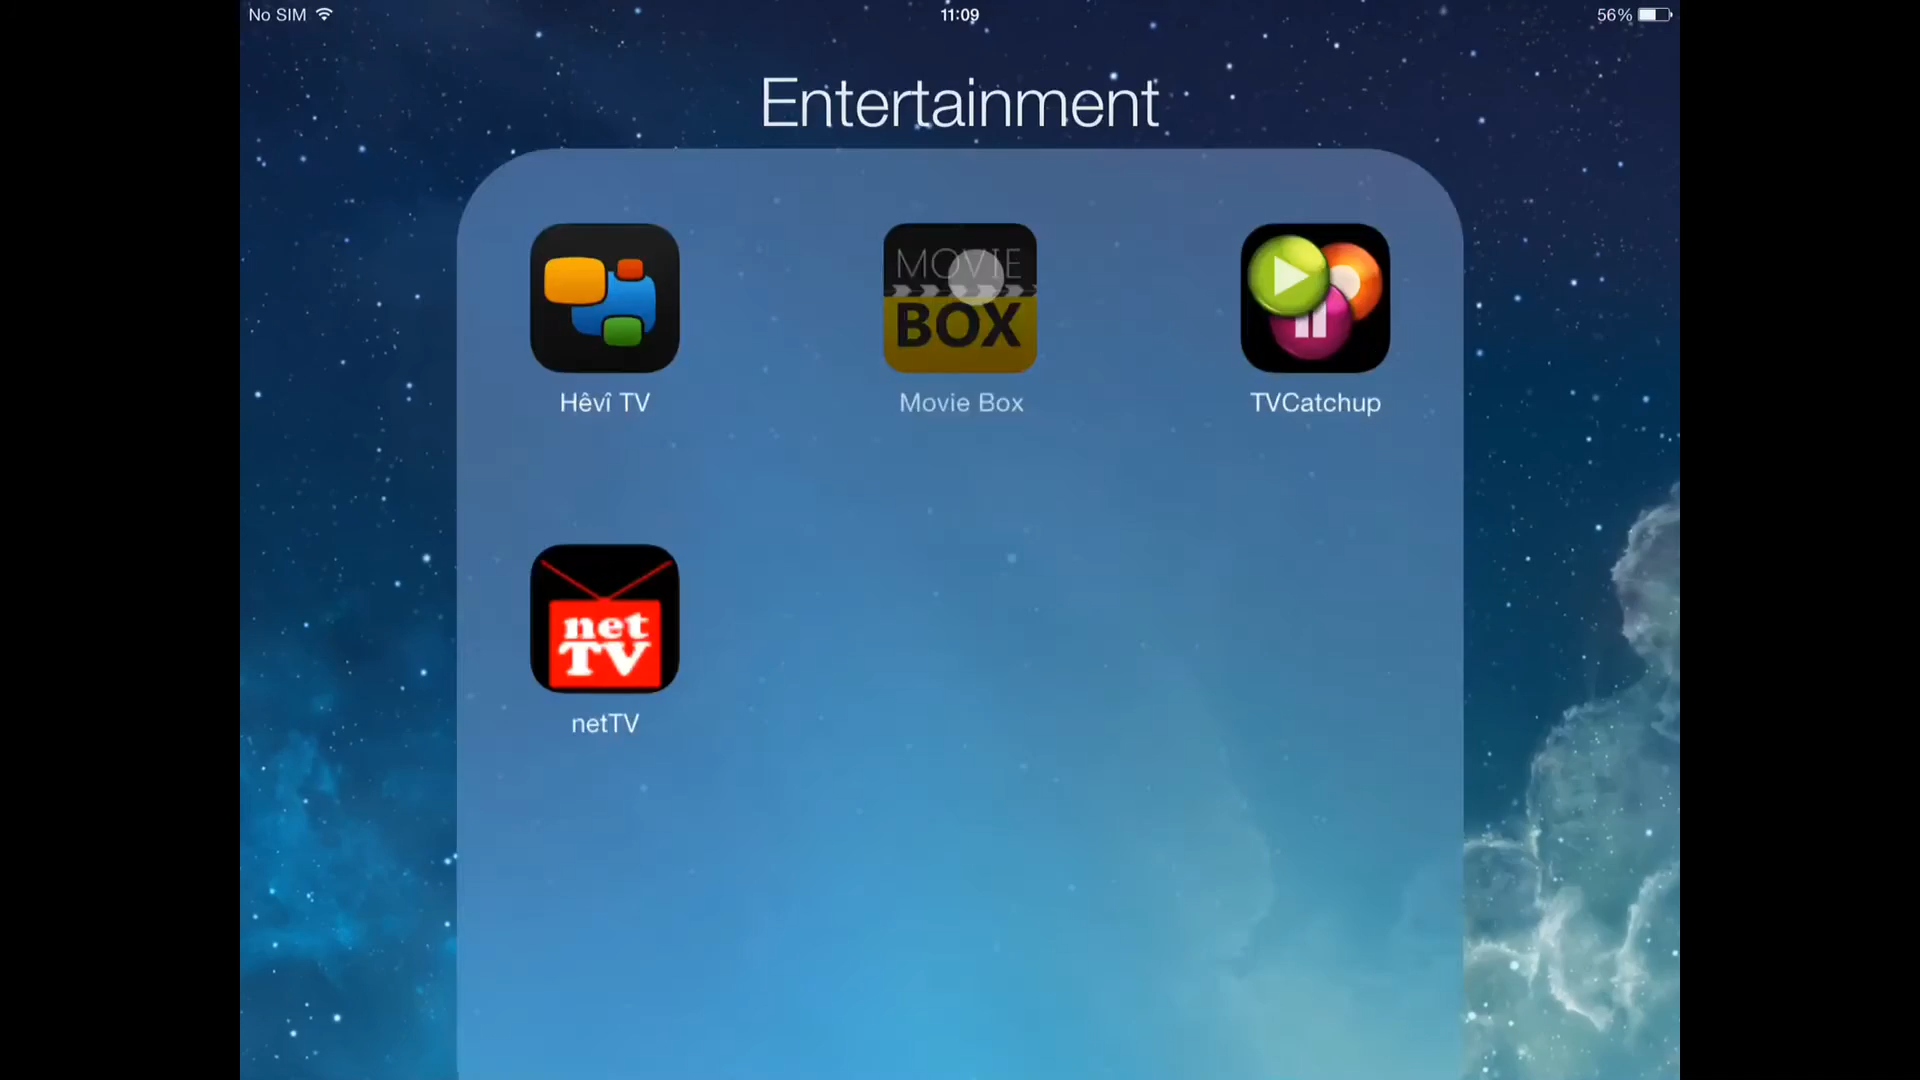 No SIM
11:09
56%
Entertainment
MOVIE
BOX
Hêvî TV
Movie Box
TVCatchup
net
TV
netTV